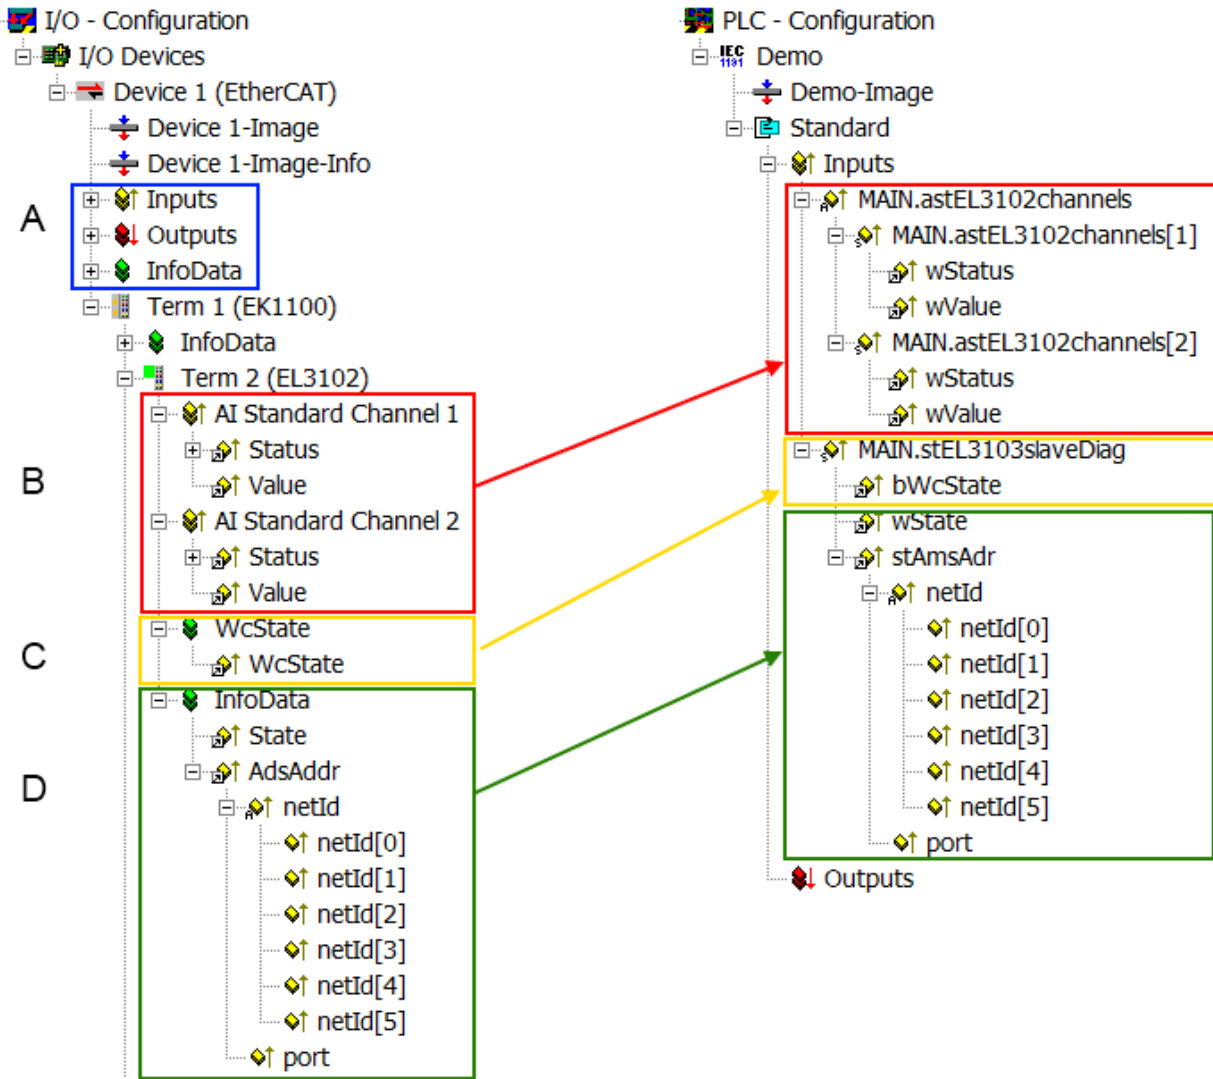 I/O - Configuration
I/O Devices
Device 1 (EtherCAT)
Device 1-Image
Device 1-Image-Info
A
Inputs
Outputs
InfoData
Term 1 (EK1100)
InfoData
Term 2 (EL3102)
B
AI Standard Channel 1
Status
Value
AI Standard Channel 2
Status
Value
C
WcState
WcState
D
InfoData
State
AdsAddr
netId
netId[0]
netId[1]
netId[2]
netId[3]
netId[4]
netId[5]
port
PLC - Configuration
IEC 1131 Demo
Demo-Image
Standard
Inputs
MAIN.astEL3102channels
MAIN.astEL3102channels[1]
wStatus
wValue
MAIN.astEL3102channels[2]
wStatus
wValue
MAIN.stEL3103slaveDiag
bWcState
wState
stAmsAdr
netId
netId[0]
netId[1]
netId[2]
netId[3]
netId[4]
netId[5]
port
Outputs